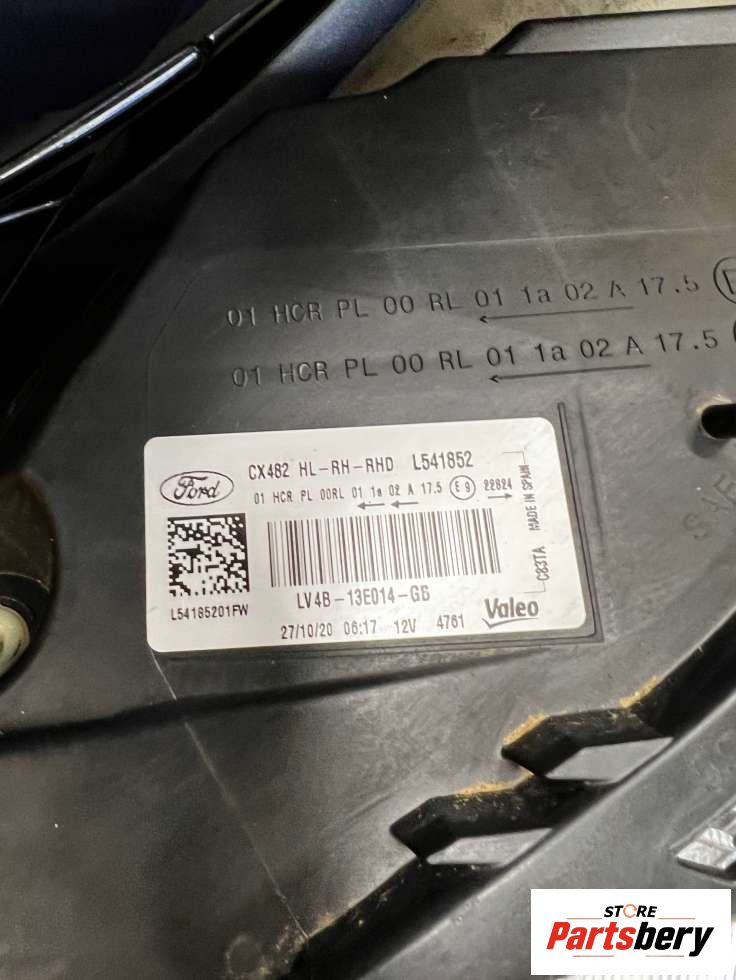 01 HCR PL 00 RL 01 1a 02 A 17.5
01 HCR PL 00 RL 01 1a 02 A 17.5
Ford
CX482 HL-RH-RHD L541852
01 HCR PL 00RL 01 1a 02 A 17.5 E9 22824
MADE IN SPAIN
C83TA
L54185201FW
LV4B-13E014-GB
27/10/20 06:17 12V 4761 Valeo
STORE
Partsbery